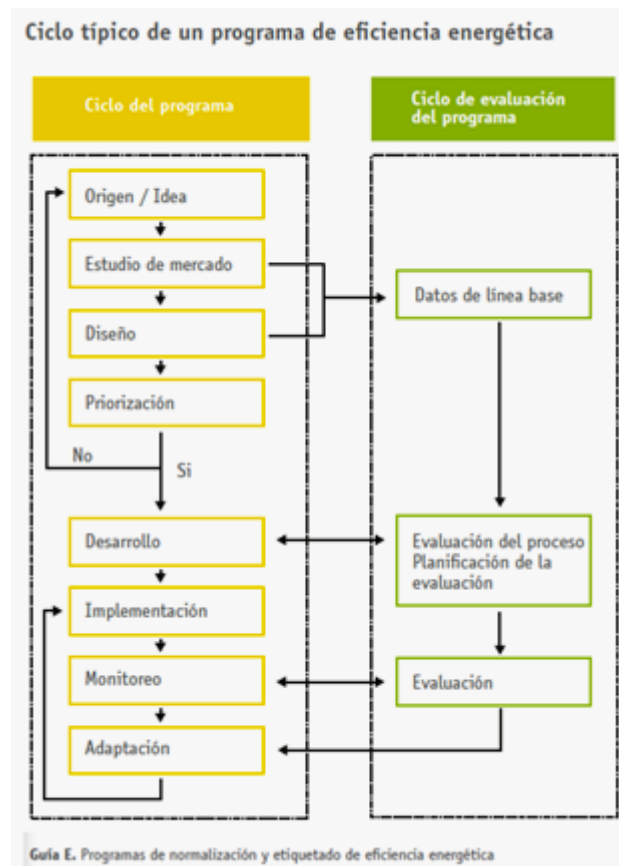 Ciclo típico de un programa de eficiencia energética
Ciclo del programa
Ciclo de evaluación
del programa
Origen / Idea
Estudio de mercado
Datos de línea base
Diseño
Priorización
No
Si
Desarrollo
Evaluación del proceso
Planificación de la
evaluación
Implementación
Monitoreo
Evaluación
Adaptación
Guía E. Programas de normalización y etiquetado de eficiencia energética